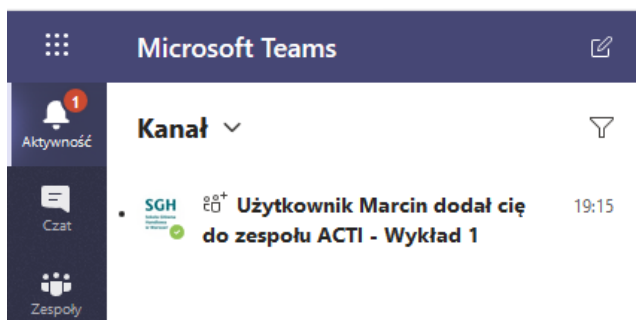 Microsoft Teams
1
Aktywność
Kanał
SGH
Użytkownik Marcin dodał cię
19:15
do zespołu ACTI - Wykład 1
Czat
Zespoły